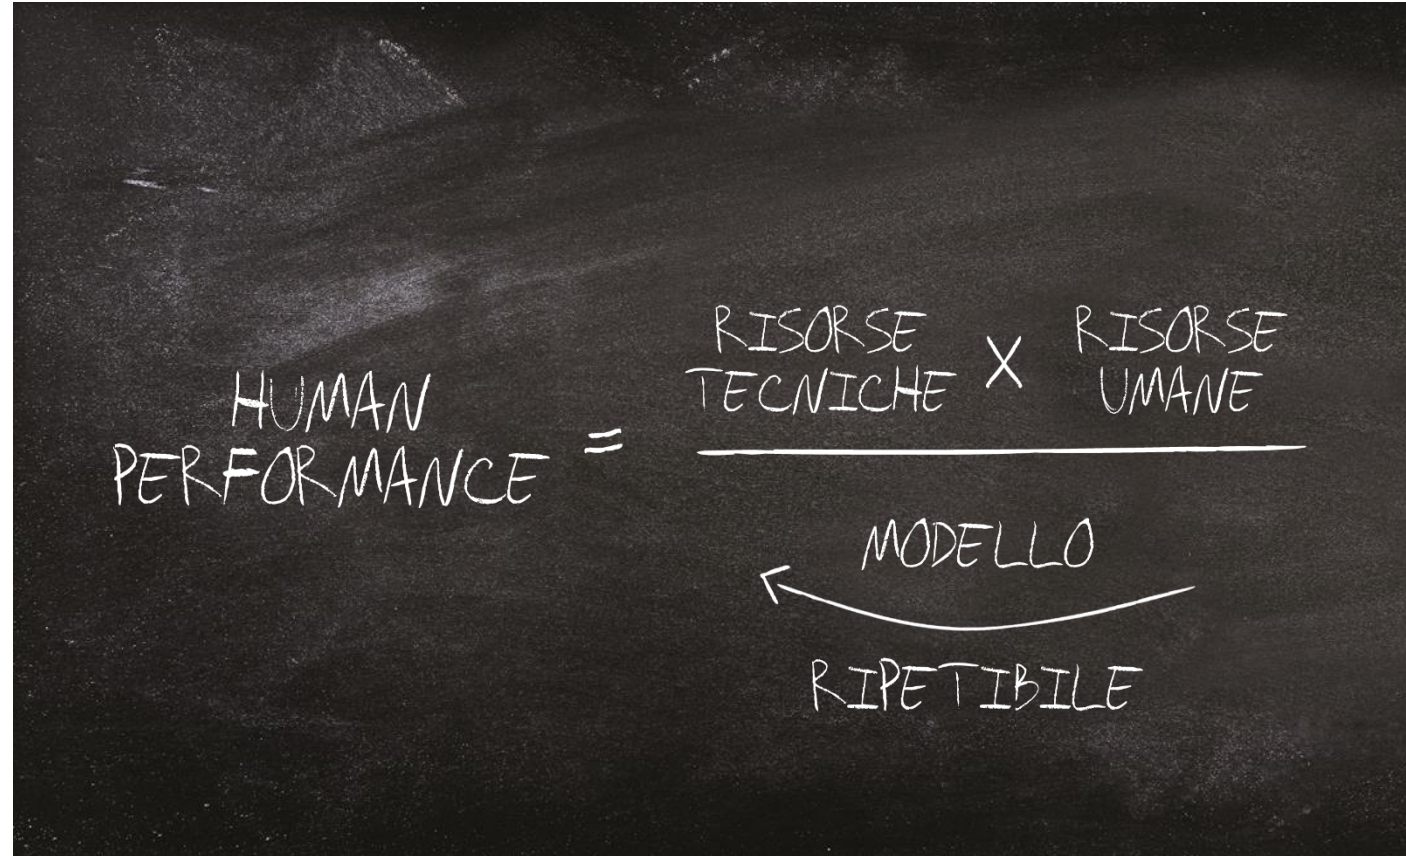 HUMAN
PERFORMANCE
=
RISORSE
TECNICHE
X
RISORSE
UMANE
MODELLO
RIPETIBILE